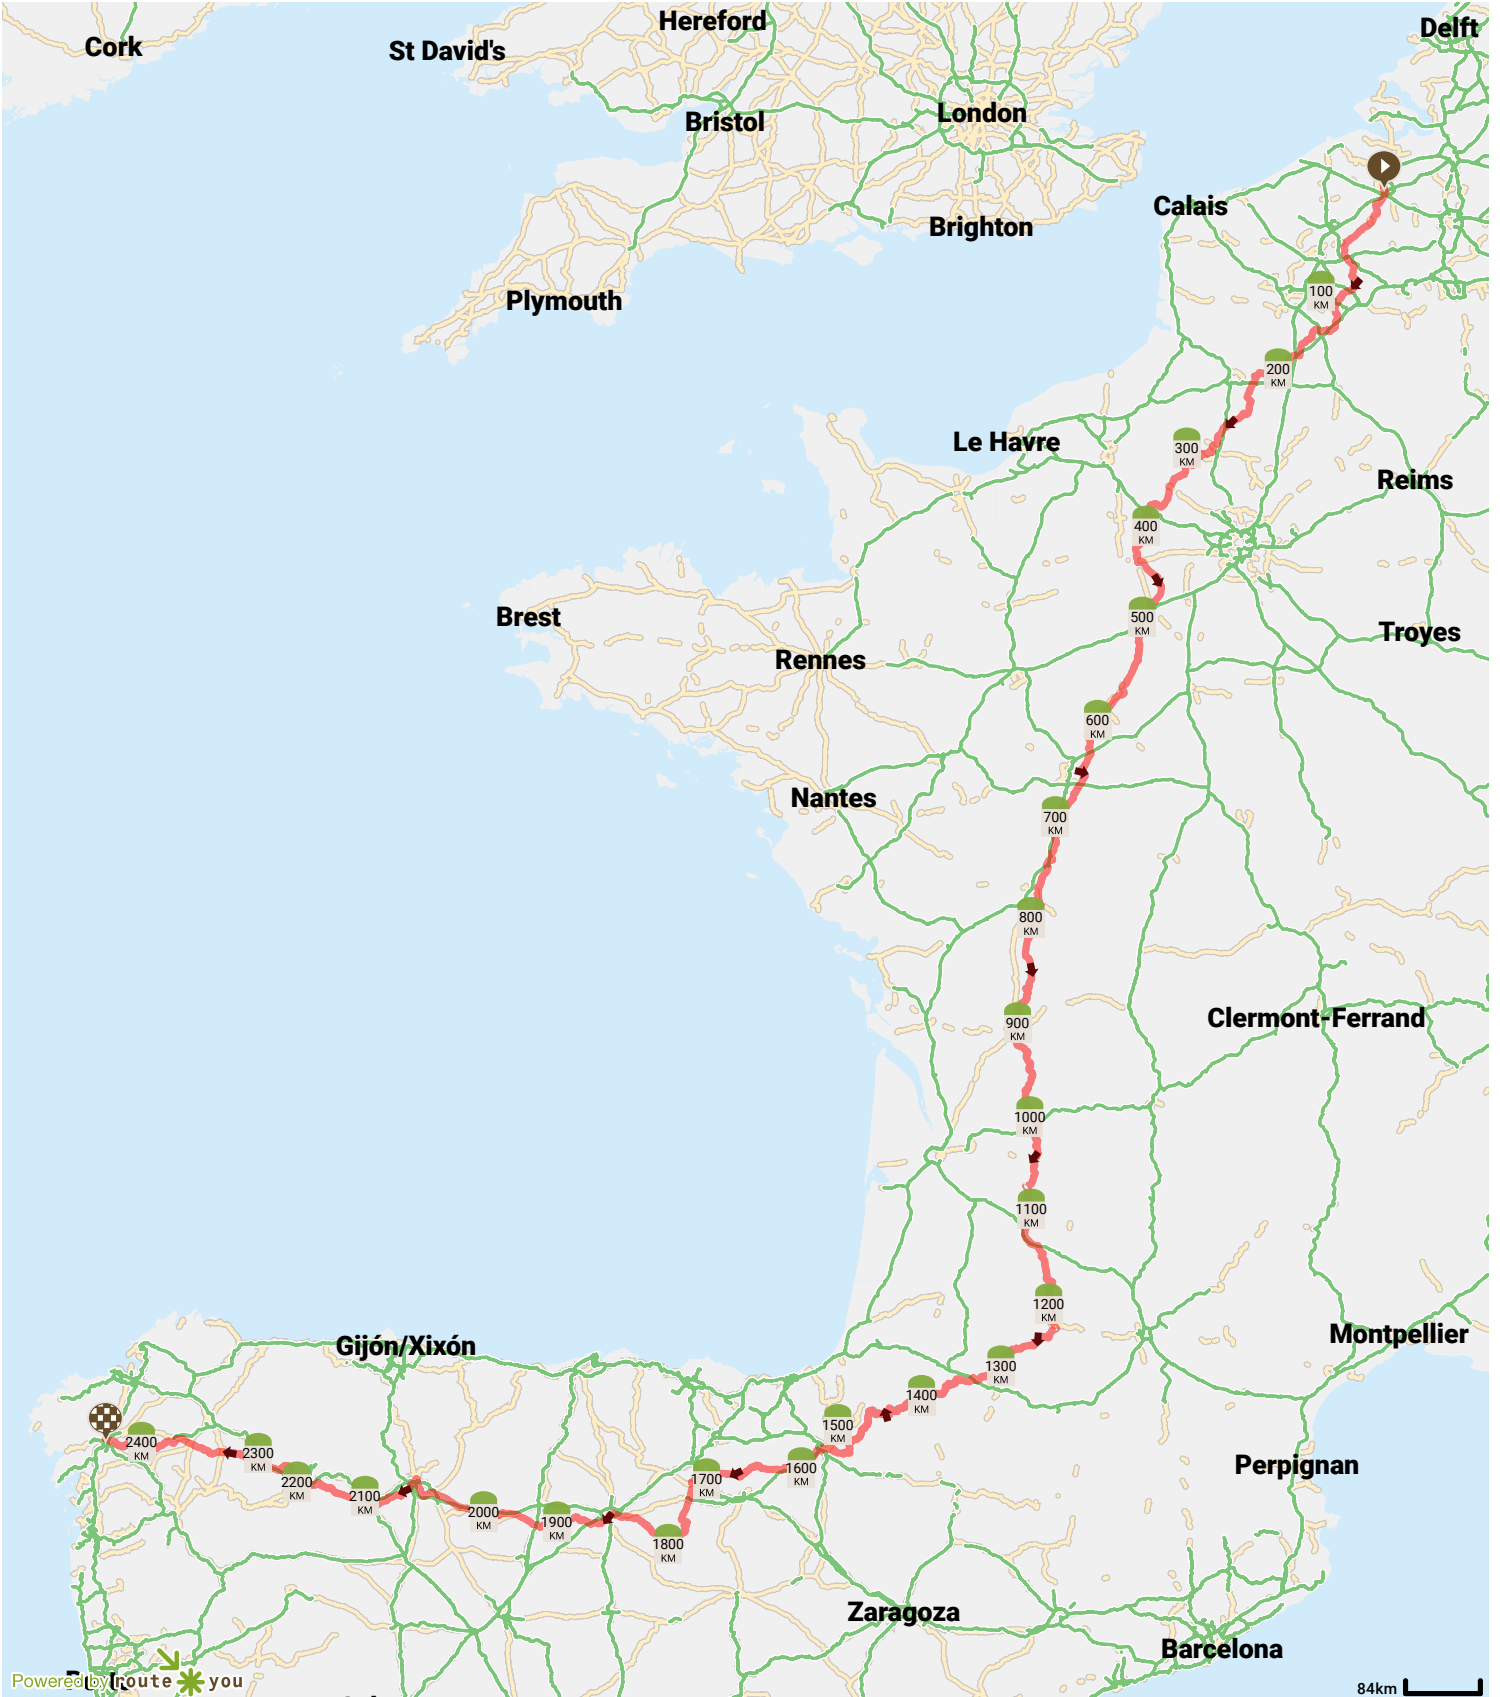 Hereford
Delft
Cork
St David's
London
Bristol
Calais
Brighton
100
KM
Plymouth
200
KM
Le Havre
300
KM
Reims
400
KM
Brest
500
KM
Troyes
Rennes
600
KM
Nantes
700
KM
800
KM
Clermont-Ferrand
900
KM
1000
KM
1100
KM
1200
KM
Montpellier
Gijón/Xixón
1300
KM
1400
KM
1500
KM
2400
KM
2300
KM
Perpignan
1600
KM
1700
KM
2200
KM
2100
KM
2000
KM
1900
KM
1800
KM
Zaragoza
Barcelona
Powered by route you
84km